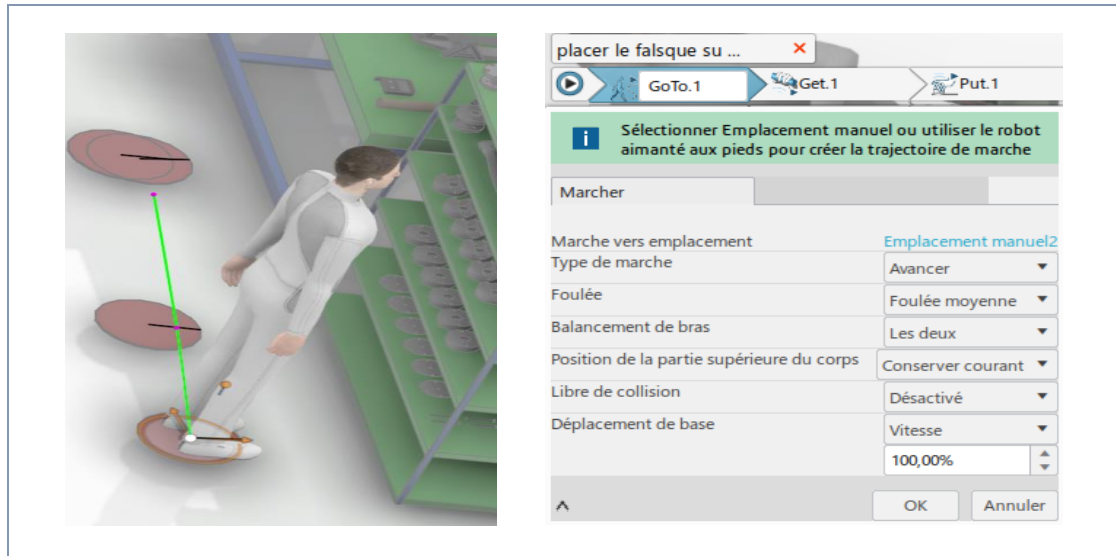 placer le falsque su ...
GoTo.1 Get.1 Put.1
Sélectionner Emplacement manuel ou utiliser le robot
aimanté aux pieds pour créer la trajectoire de marche
Marcher
Marche vers emplacement Emplacement manuel2
Type de marche Avancer
Foulée Foulée moyenne
Balancement de bras Les deux
Position de la partie supérieure du corps Conserver courant
Libre de collision Désactivé
Déplacement de base Vitesse
100,00%
OK Annuler